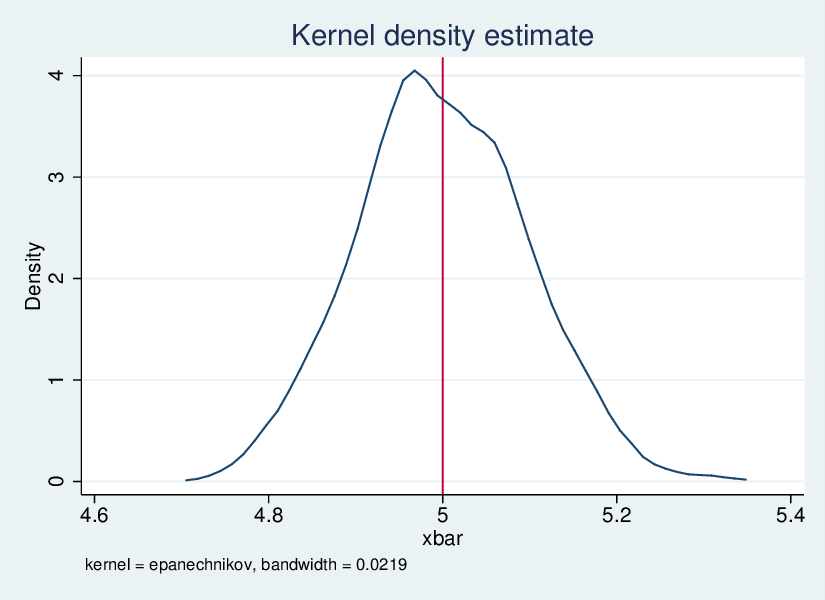 Kernel density estimate
4
3
2
1
0
Density
4.6 4.8 5 5.2 5.4
xbar
kernel = epanechnikov, bandwidth = 0.0219